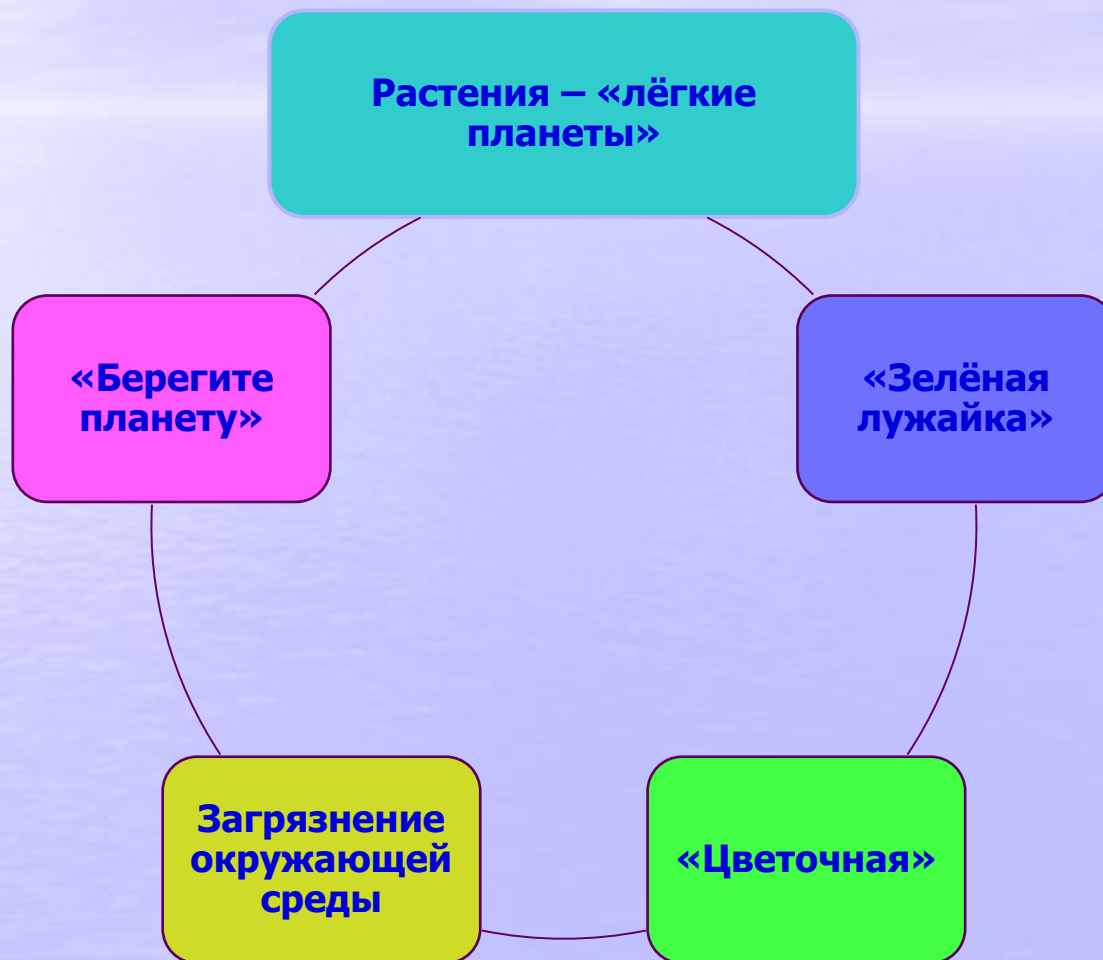 Растения – «лёгкие
планеты»
«Берегите
планету»
«Зелёная
лужайка»
Загрязнение
окружающей
среды
«Цветочная»